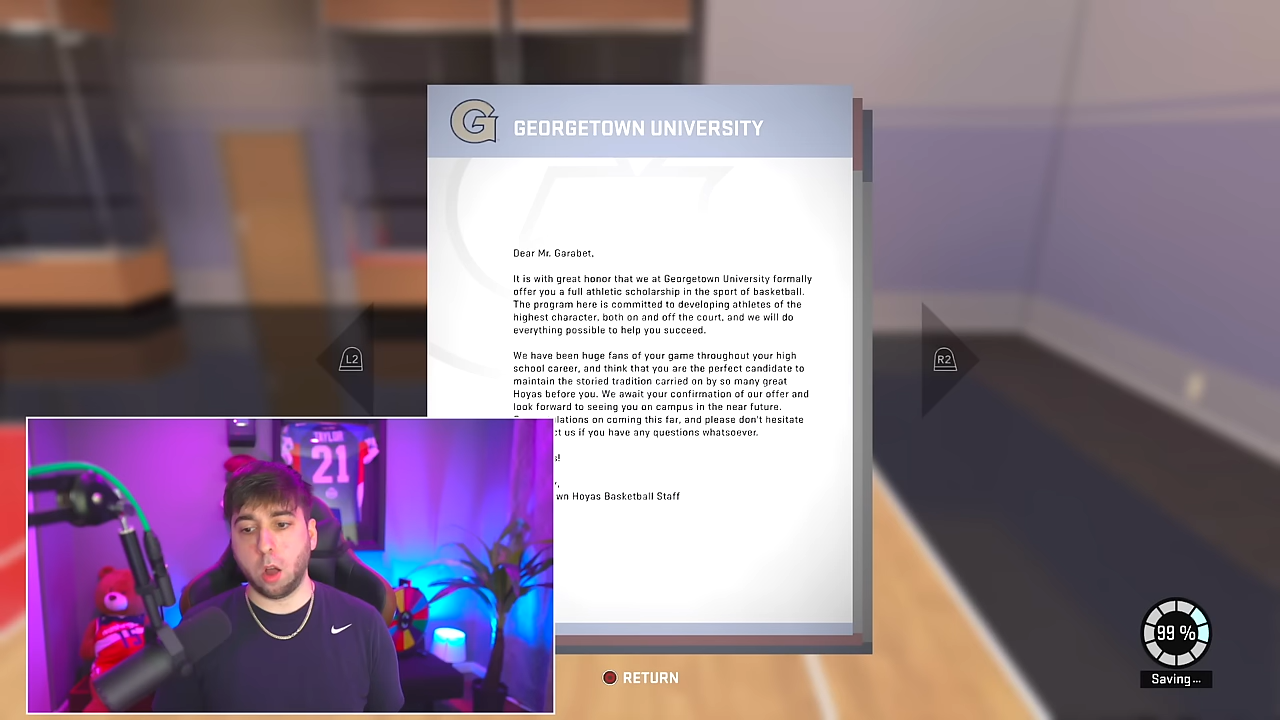 GEORGETOWN UNIVERSITY
Dear Mr. Garabet,
It is with great honor that we at Georgetown University formally
offer you a full athletic scholarship in the sport of basketball.
The program here is committed to developing athletes of the
highest character, both on and off the court, and we will do
everything possible to help you succeed.
We have been huge fans of your game throughout your high
school career, and think that you are the perfect candidate to
maintain the storied tradition carried on by so many great
Hoyas before you. We await your confirmation of our offer and
look forward to seeing you on campus in the near future.
on coming this far, and please don't hesitate
us if you have any questions whatsoever.
Hoyas Basketball Staff
L2
R2
TAYLOR
21
RETURN
99 %
Saving...